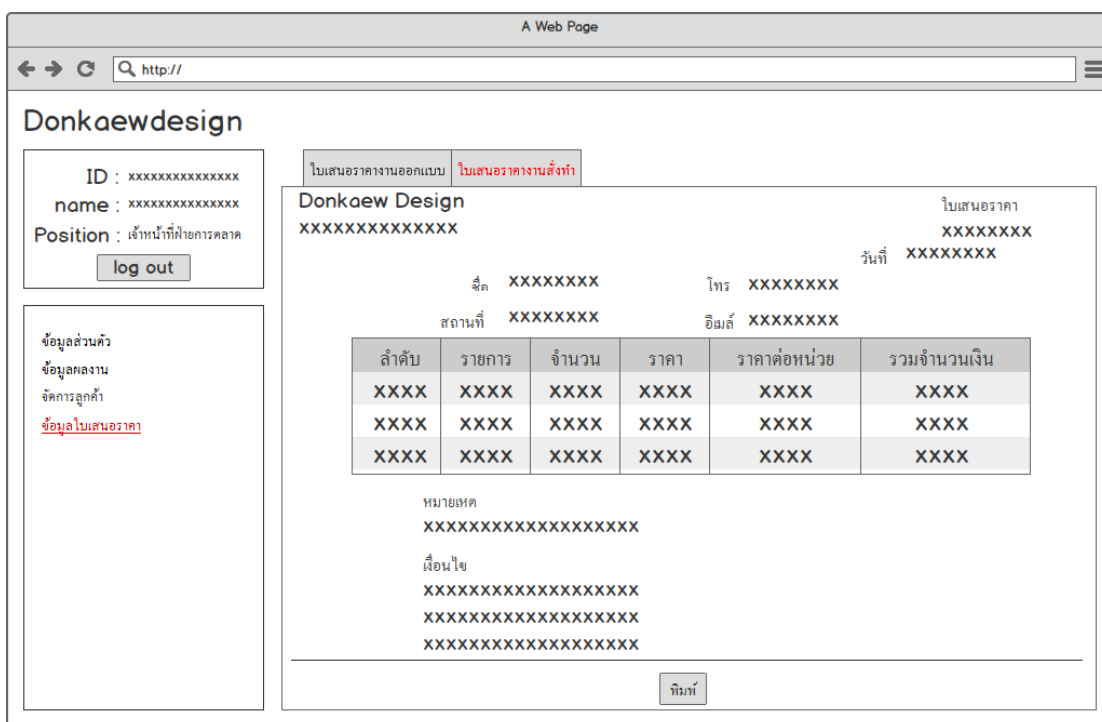 A Web Page
http://
Donkaewdesign
ID : xxxxxxxxxxxxxxx
name : xxxxxxxxxxxxxxx
Position : เจ้าหน้าที่ฝ่ายการตลาด
log out
ข้อมูลส่วนตัว
ข้อมูลผลงาน
จัดการลูกค้า
ข้อมูลใบเสนอราคา
ใบเสนอราคางานออกแบบ ใบเสนอราคางานสั่งทำ
Donkaew Design ใบเสนอราคา
xxxxxxxxxxxxxx xxxxxxxx
วันที่ xxxxxxxx
ชื่อ xxxxxxxx โทร xxxxxxxx
สถานที่ xxxxxxxx อีเมล์ xxxxxxxx
ลำดับ รายการ จำนวน ราคา ราคาต่อหน่วย รวมจำนวนเงิน
xxxx xxxx xxxx xxxx xxxx xxxx
xxxx xxxx xxxx xxxx xxxx xxxx
xxxx xxxx xxxx xxxx xxxx xxxx
หมายเหต
xxxxxxxxxxxxxxxxxxx
เงื่อนไข
xxxxxxxxxxxxxxxxxxx
xxxxxxxxxxxxxxxxxxx
xxxxxxxxxxxxxxxxxxx
พิมพ์